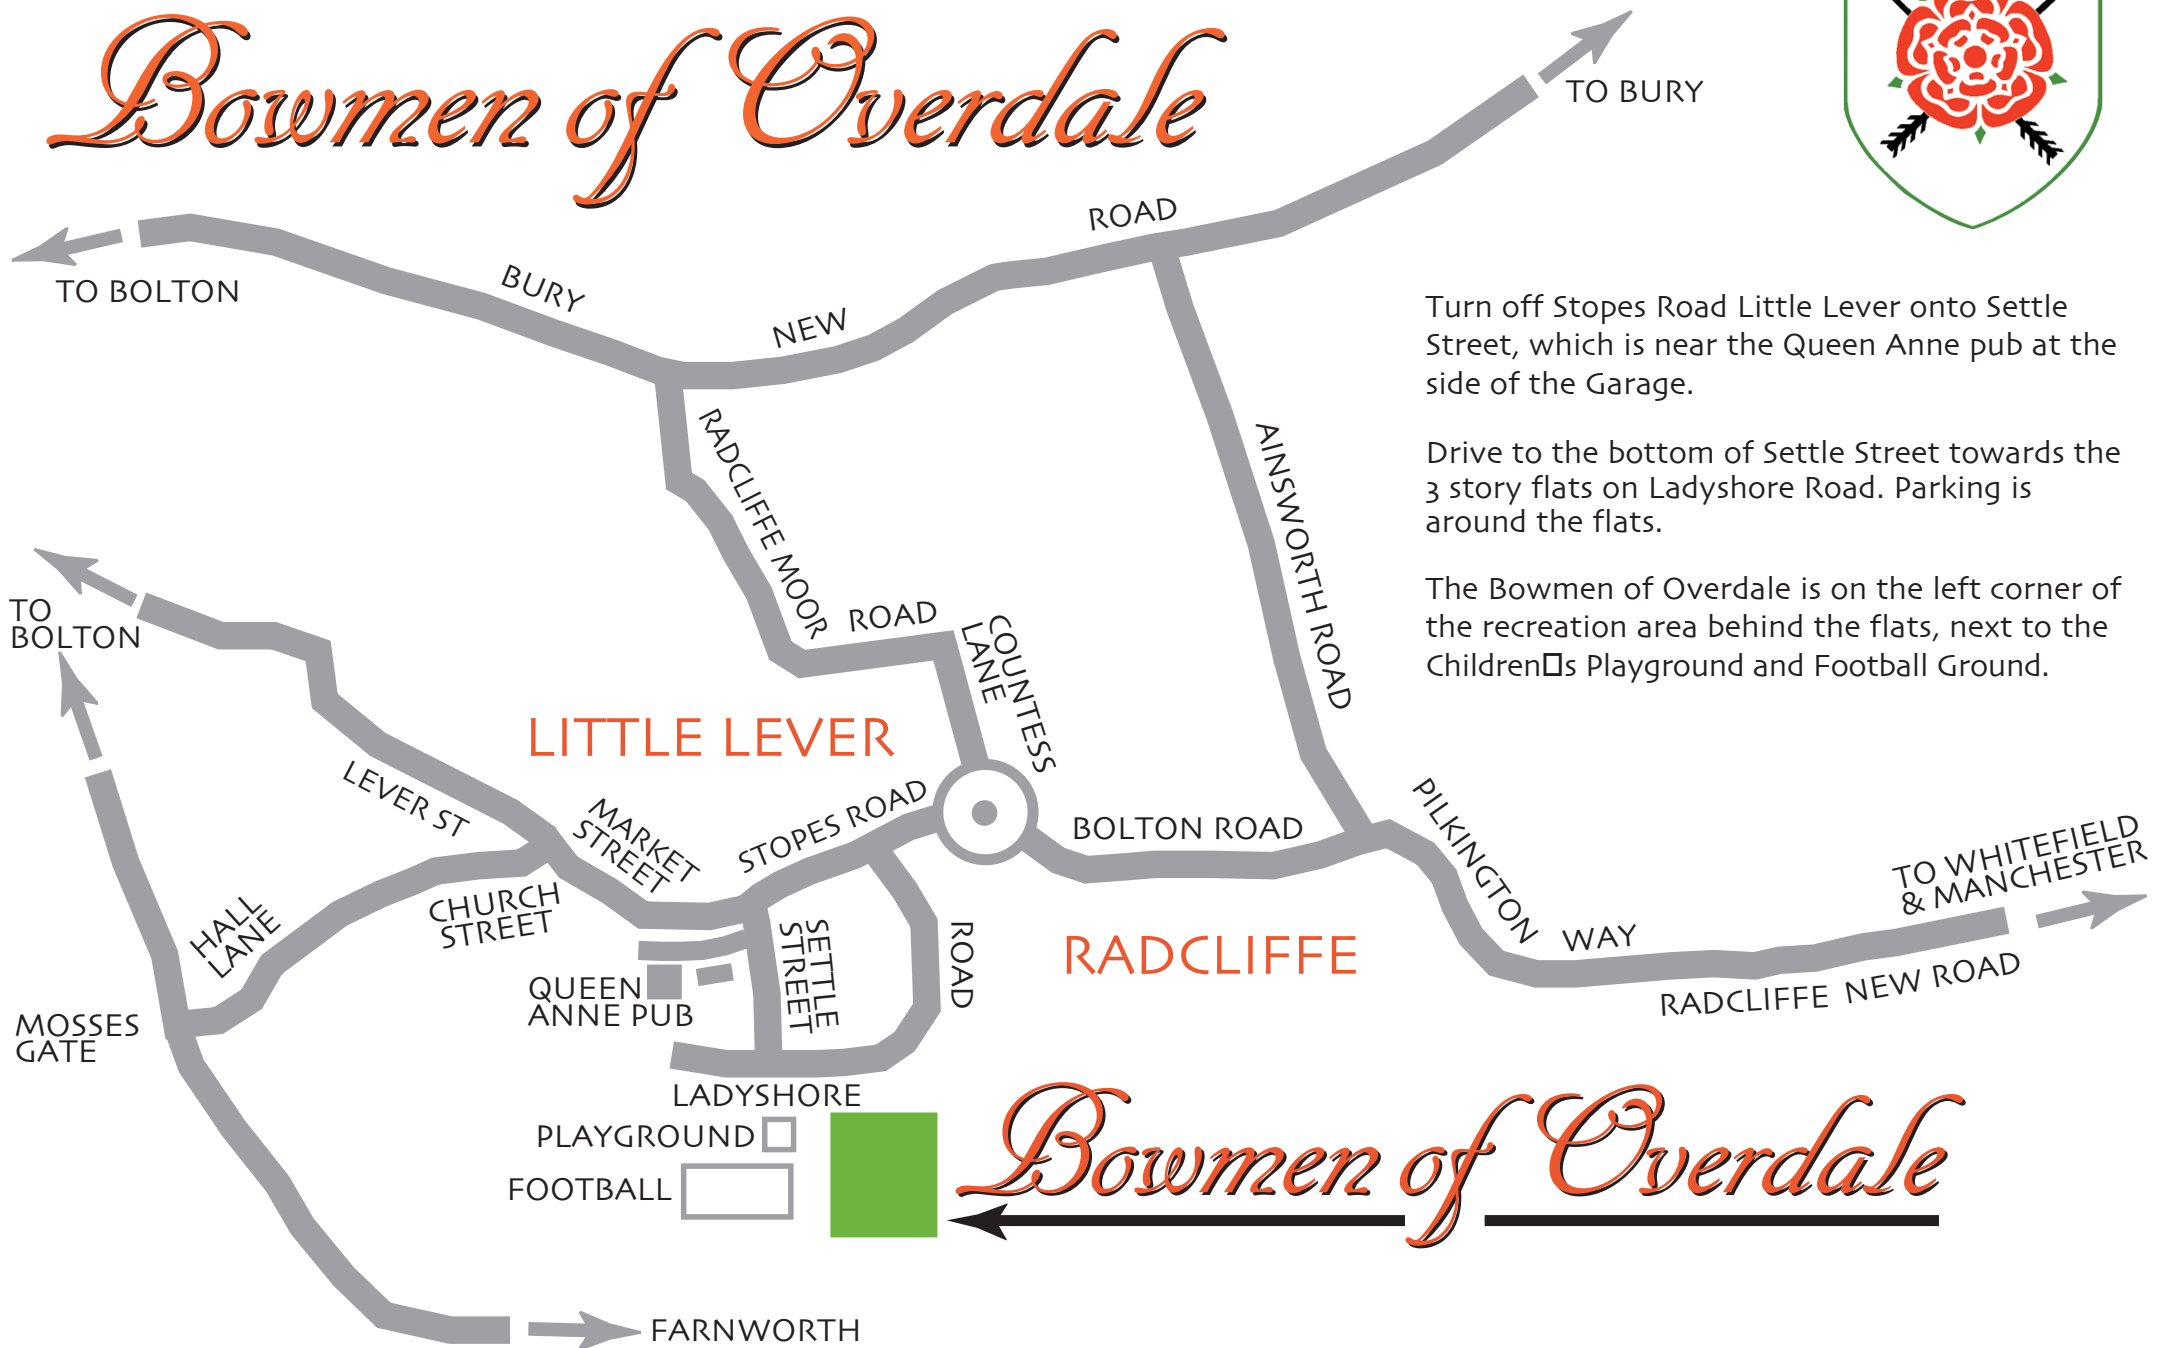 Bowmen of Overdale
TO BURY
ROAD
TO BOLTON
BURY
NEW
Turn off Stopes Road Little Lever onto Settle
Street, which is near the Queen Anne pub at the
side of the Garage.
Drive to the bottom of Settle Street towards the
3 story flats on Ladyshore Road. Parking is
around the flats.
The Bowmen of Overdale is on the left corner of
the recreation area behind the flats, next to the
Children□s Playground and Football Ground.
RADCLIFFE MOOR
ROAD
AINSWORTH ROAD
COUNTESS
LANE
TO
BOLTON
LITTLE LEVER
LEVER ST
MARKET
STREET
STOPES ROAD
BOLTON ROAD
PILKINGTON
WAY
TO WHITEFIELD
& MANCHESTER
RADCLIFFE NEW ROAD
HALL
LANE
CHURCH
STREET
SETTLE
STREET
ROAD
RADCLIFFE
QUEEN
ANNE PUB
MOSSES
GATE
LADYSHORE
PLAYGROUND
FOOTBALL
Bowmen of Overdale
FARNWORTH